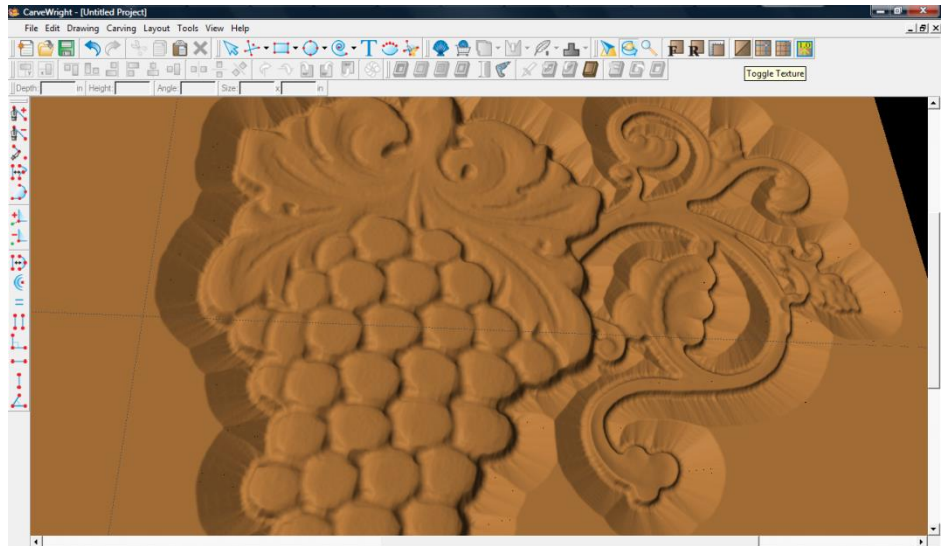 CarveWright - [Untitled Project]
File Edit Drawing Carving Layout Tools View Help
T F R
Toggle Texture
Depth: in Height: Angle: Size: x in